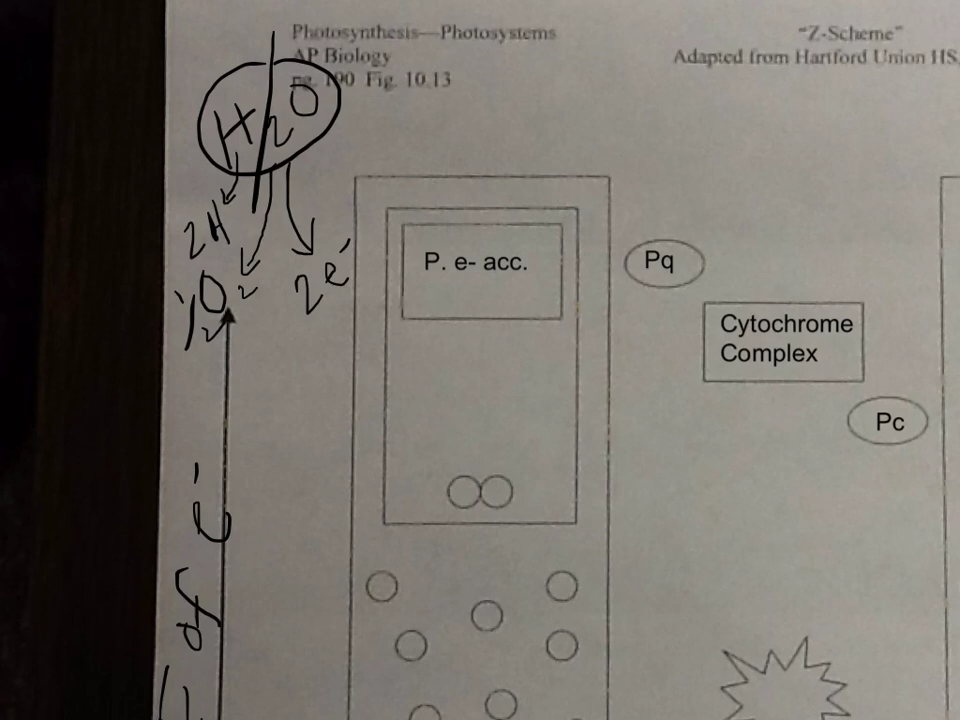 Photosynthesis—Photosystems
AP Biology
pg. 190 Fig. 10.13
"Z-Scheme"
Adapted from Hartford Union HS,
H2O
2H
½O2
2e-
P. e- acc.
Pq
Cytochrome
Complex
Pc
E of e-